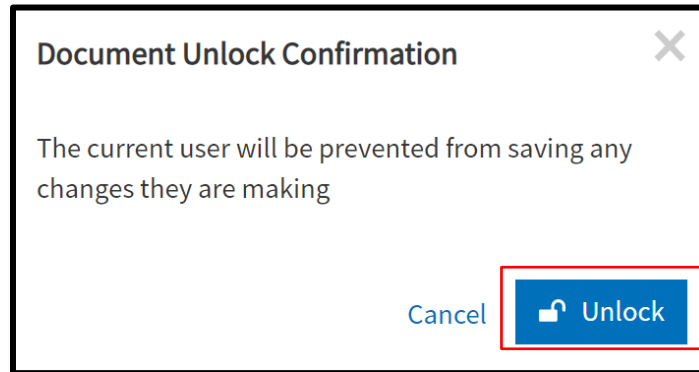 Document Unlock Confirmation
The current user will be prevented from saving any
changes they are making
Cancel
Unlock